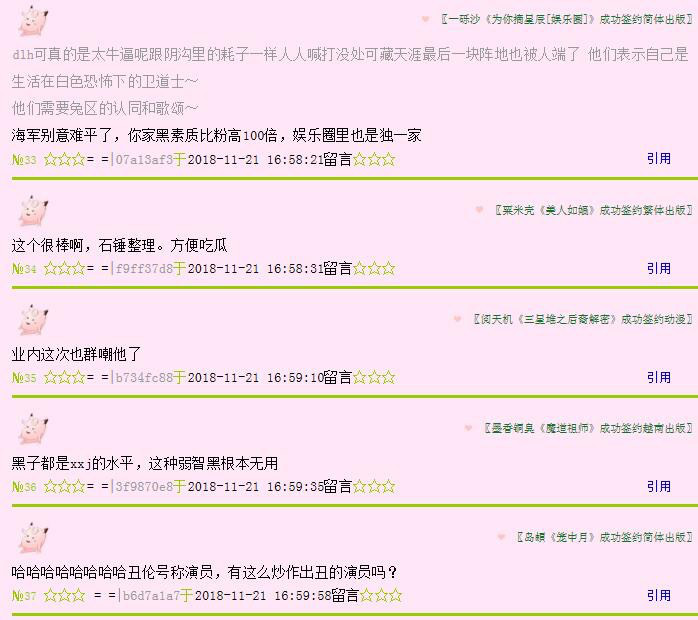 〖一砾沙《为你摘星辰[娱乐圈]》成功签约简体出版〗
dlh可真的是太牛逼呢跟阴沟里的耗子一样人人喊打没处可藏天涯最后一块阵地也被人端了 他们表示自己是
生活在白色恐怖下的卫道士～
他们需要兔区的认同和歌颂～
海军别意难平了，你家黑素质比粉高100倍，娱乐圈里也是独一家
№33 ☆☆☆= =|07a13af3于2018-11-21 16:58:21留言☆☆☆ 引用
〖粟米壳《美人如媚》成功签约繁体出版〗
这个很棒啊，石锤整理。方便吃瓜
№34 ☆☆☆= =|f9ff37d8于2018-11-21 16:58:31留言☆☆☆ 引用
〖阅天机《三星堆之后裔解密》成功签约动漫〗
业内这次也群嘲他了
№35 ☆☆☆= =|b734fc88于2018-11-21 16:59:10留言☆☆☆ 引用
〖墨香铜臭《魔道祖师》成功签约越南出版〗
黑子都是xxj的水平，这种弱智黑根本无用
№36 ☆☆☆= =|3f9870e8于2018-11-21 16:59:35留言☆☆☆ 引用
〖岛頔《笼中月》成功签约简体出版〗
哈哈哈哈哈哈哈哈丑伦号称演员，有这么炒作出丑的演员吗？
№37 ☆☆☆ = =|b6d7a1a7于2018-11-21 16:59:58留言☆☆☆ 引用